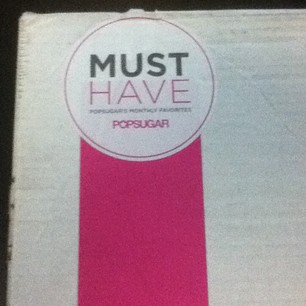 MUST
HAVE
POPSUGAR'S MONTHLY FAVORITES
POPSUGAR